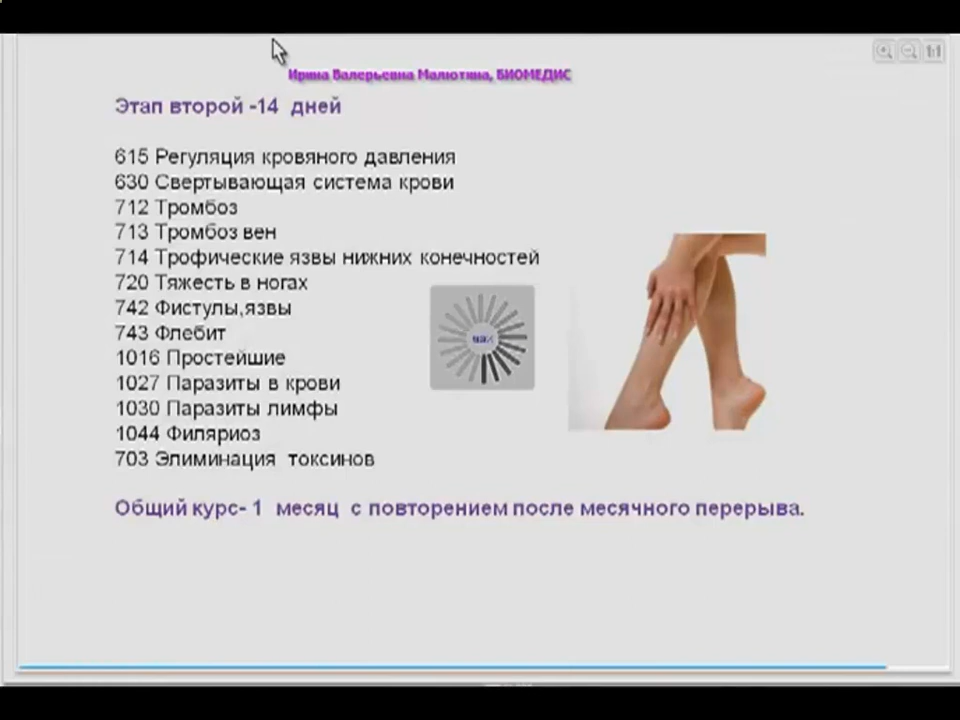 Ирина Валерьевна Малютина, БИОМЕДИС
Этап второй -14 дней
615 Регуляция кровяного давления
630 Свертывающая система крови
712 Тромбоз
713 Тромбоз вен
714 Трофические язвы нижних конечностей
720 Тяжесть в ногах
742 Фистулы,язвы
743 Флебит
1016 Простейшие
1027 Паразиты в крови
1030 Паразиты лимфы
1044 Филяриоз
703 Элиминация токсинов
Общий курс- 1 месяц с повторением после месячного перерыва.
1:1